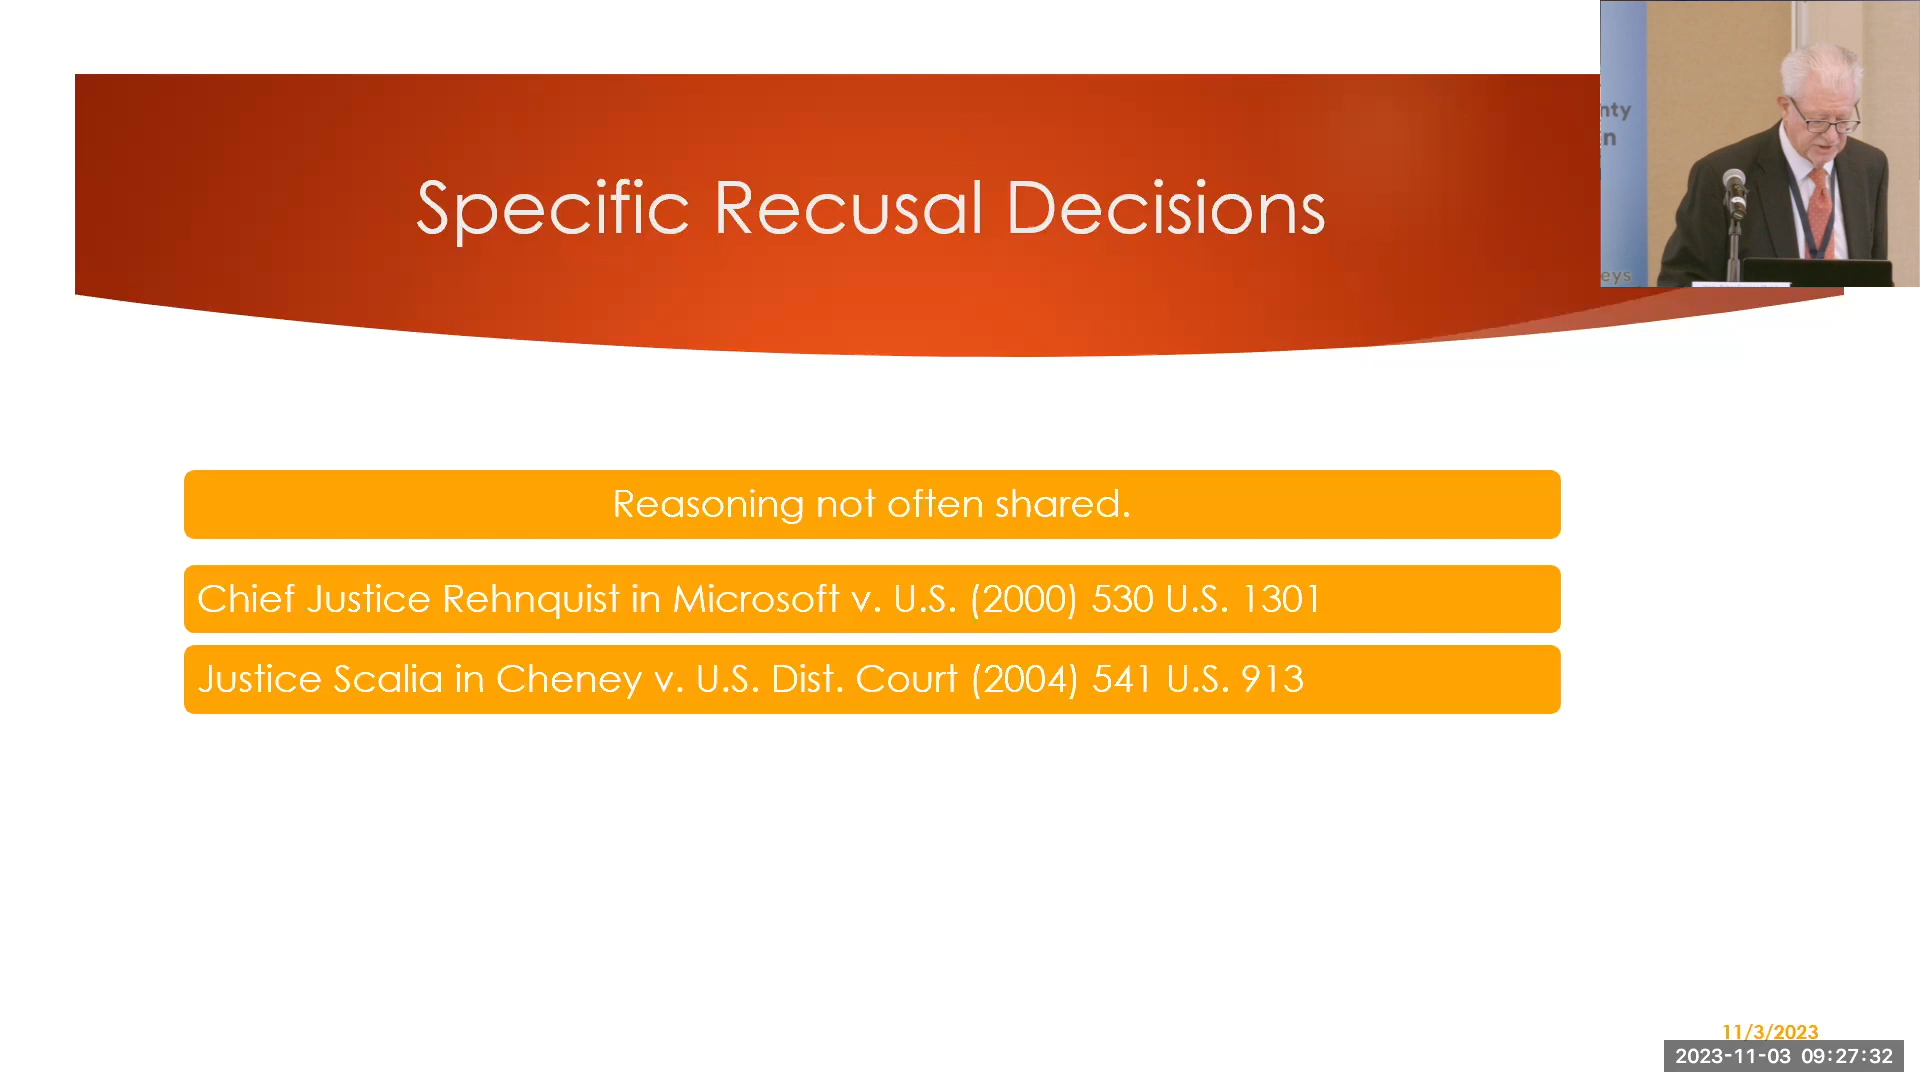 Specific Recusal Decisions
nty
n
eys
Reasoning not often shared.
Chief Justice Rehnquist in Microsoft v. U.S. (2000) 530 U.S. 1301
Justice Scalia in Cheney v. U.S. Dist. Court (2004) 541 U.S. 913
11/3/2023
2023-11-03 09:27:32